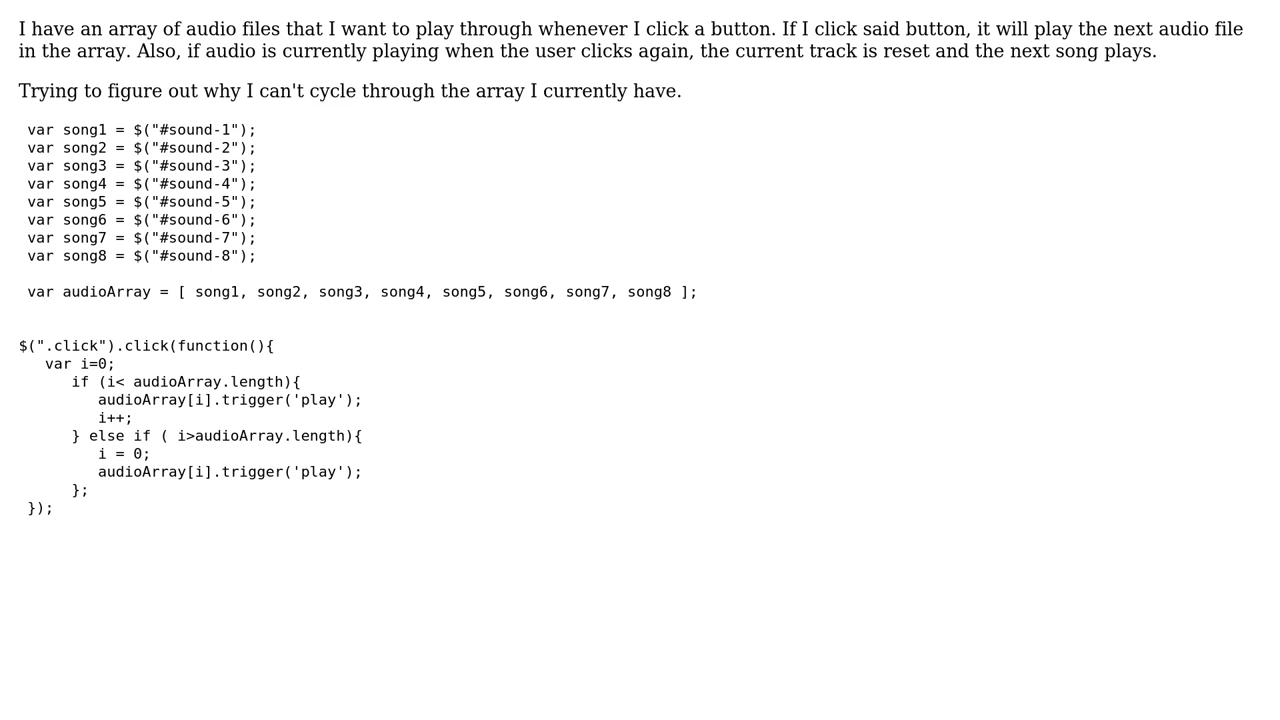 I have an array of audio files that I want to play through whenever I click a button. If I click said button, it will play the next audio file
in the array. Also, if audio is currently playing when the user clicks again, the current track is reset and the next song plays.
Trying to figure out why I can't cycle through the array I currently have.
var song1 = $("#sound-1");
var song2 = $("#sound-2");
var song3 = $("#sound-3");
var song4 = $("#sound-4");
var song5 = $("#sound-5");
var song6 = $("#sound-6");
var song7 = $("#sound-7");
var song8 = $("#sound-8");
var audioArray = [ song1, song2, song3, song4, song5, song6, song7, song8 ];
$(".click").click(function(){
   var i=0;
      if (i< audioArray.length){
         audioArray[i].trigger('play');
         i++;
      } else if ( i>audioArray.length){
         i = 0;
         audioArray[i].trigger('play');
      };
 });